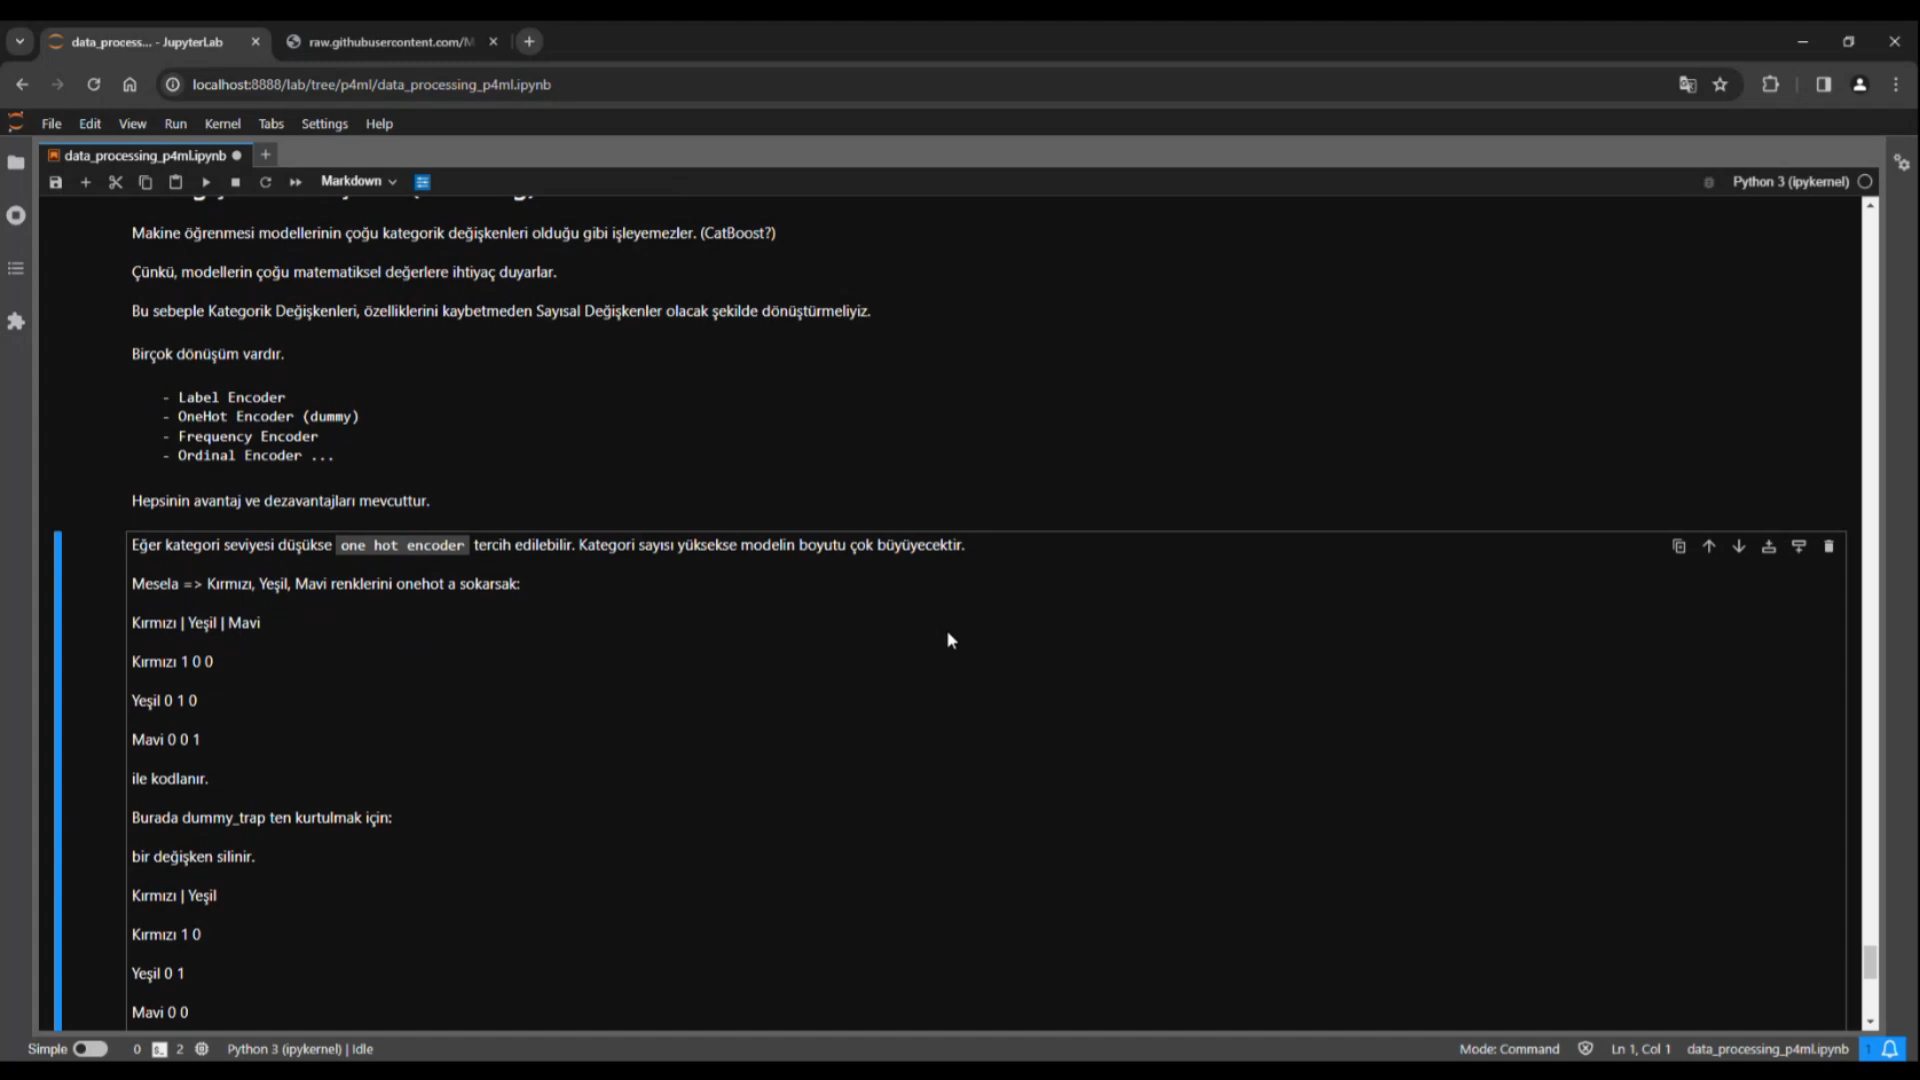 data_process... - JupyterLab
raw.githubusercontent.com/M
localhost:8888/lab/tree/p4ml/data_processing_p4ml.ipynb
File Edit View Run Kernel Tabs Settings Help
data_processing_p4ml.ipynb
Markdown
Python 3 (ipykernel)
Makine öğrenmesi modellerinin çoğu kategorik değişkenleri olduğu gibi işleyemezler. (CatBoost?)
Çünkü, modellerin çoğu matematiksel değerlere ihtiyaç duyarlar.
Bu sebeple Kategorik Değişkenleri, özelliklerini kaybetmeden Sayısal Değişkenler olacak şekilde dönüştürmeliyiz.
Birçok dönüşüm vardır.
- Label Encoder
- OneHot Encoder (dummy)
- Frequency Encoder
- Ordinal Encoder ...
Hepsinin avantaj ve dezavantajları mevcuttur.
Eğer kategori seviyesi düşükse one hot encoder tercih edilebilir. Kategori sayısı yüksekse modelin boyutu çok büyüyecektir.
Mesela => Kırmızı, Yeşil, Mavi renklerini onehot a sokarsak:
Kırmızı | Yeşil | Mavi
Kırmızı 1 0 0
Yeşil 0 1 0
Mavi 0 0 1
ile kodlanır.
Burada dummy_trap ten kurtulmak için:
bir değişken silinir.
Kırmızı | Yeşil
Kırmızı 1 0
Yeşil 0 1
Mavi 0 0
Simple 0 2 Python 3 (ipykernel) | Idle
Mode: Command Ln 1, Col 1 data_processing_p4ml.ipynb 1